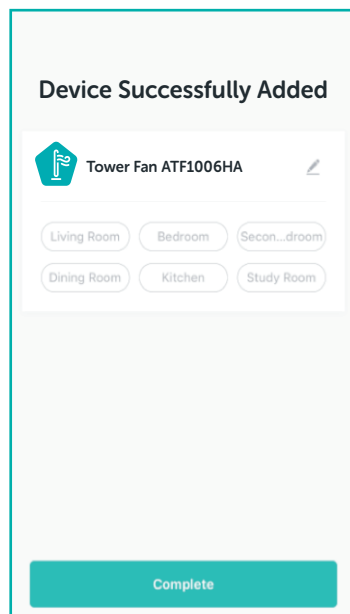 Device Successfully Added
Tower Fan ATF1006HA
Living Room Bedroom Secon...droom
Dining Room Kitchen Study Room
Complete